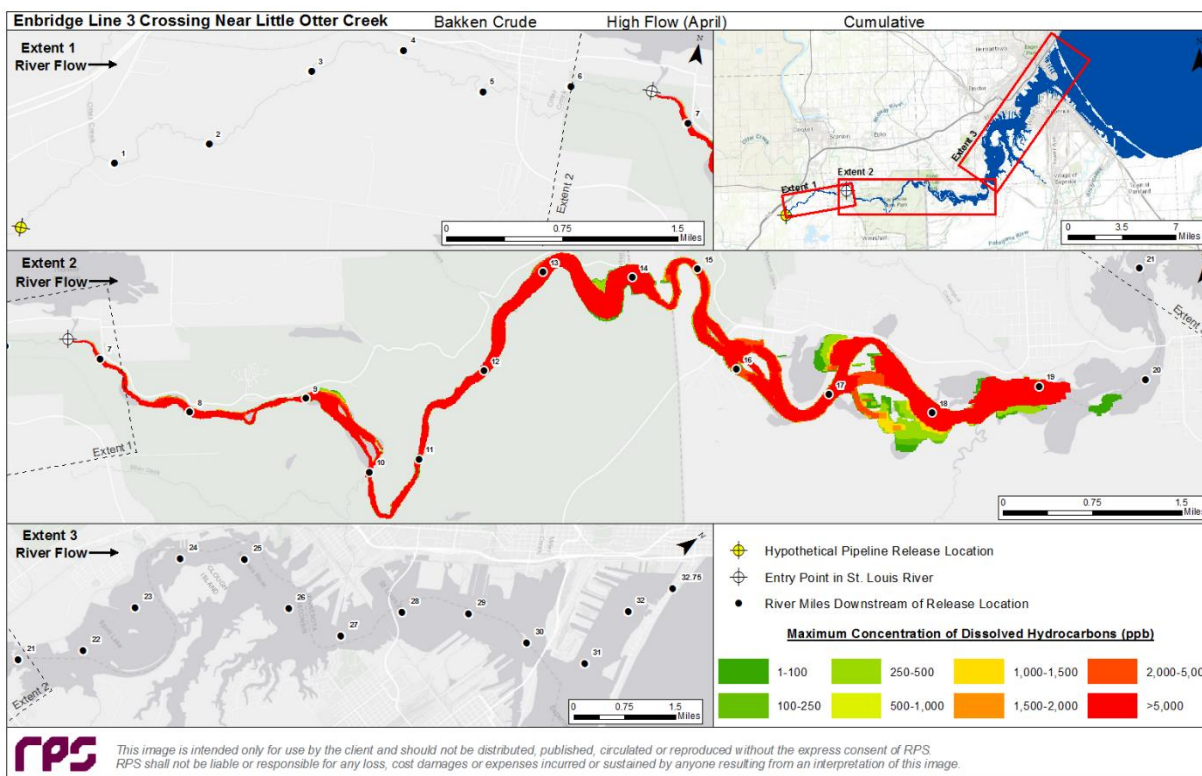 Enbridge Line 3 Crossing Near Little Otter Creek Bakken Crude High Flow (April) Cumulative
Extent 1
River Flow
1
2
3
4
5
6
7
Otter Creek
Extent 2
N
0 0.75 1.5
Miles
Extent 1
Extent 2
Extent 3
0 3.5 7
Miles
Extent 2
River Flow
Extent 1
7
8
9
10
11
12
13
14
15
16
17
18
19
20
21
0 0.75 1.5
Miles
Extent 3
River Flow
Extent 2
21
22
23
24
25
26
27
28
29
30
31
32
32.75
N
0 0.75 1.5
Miles
Hypothetical Pipeline Release Location
Entry Point in St. Louis River
River Miles Downstream of Release Location
Maximum Concentration of Dissolved Hydrocarbons (ppb)
1-100 250-500 1,000-1,500 2,000-5,00
100-250 500-1,000 1,500-2,000 >5,000
RPS
This image is intended only for use by the client and should not be distributed, published, circulated or reproduced without the express consent of RPS.
RPS shall not be liable or responsible for any loss, cost damages or expenses incurred or sustained by anyone resulting from an interpretation of this image.